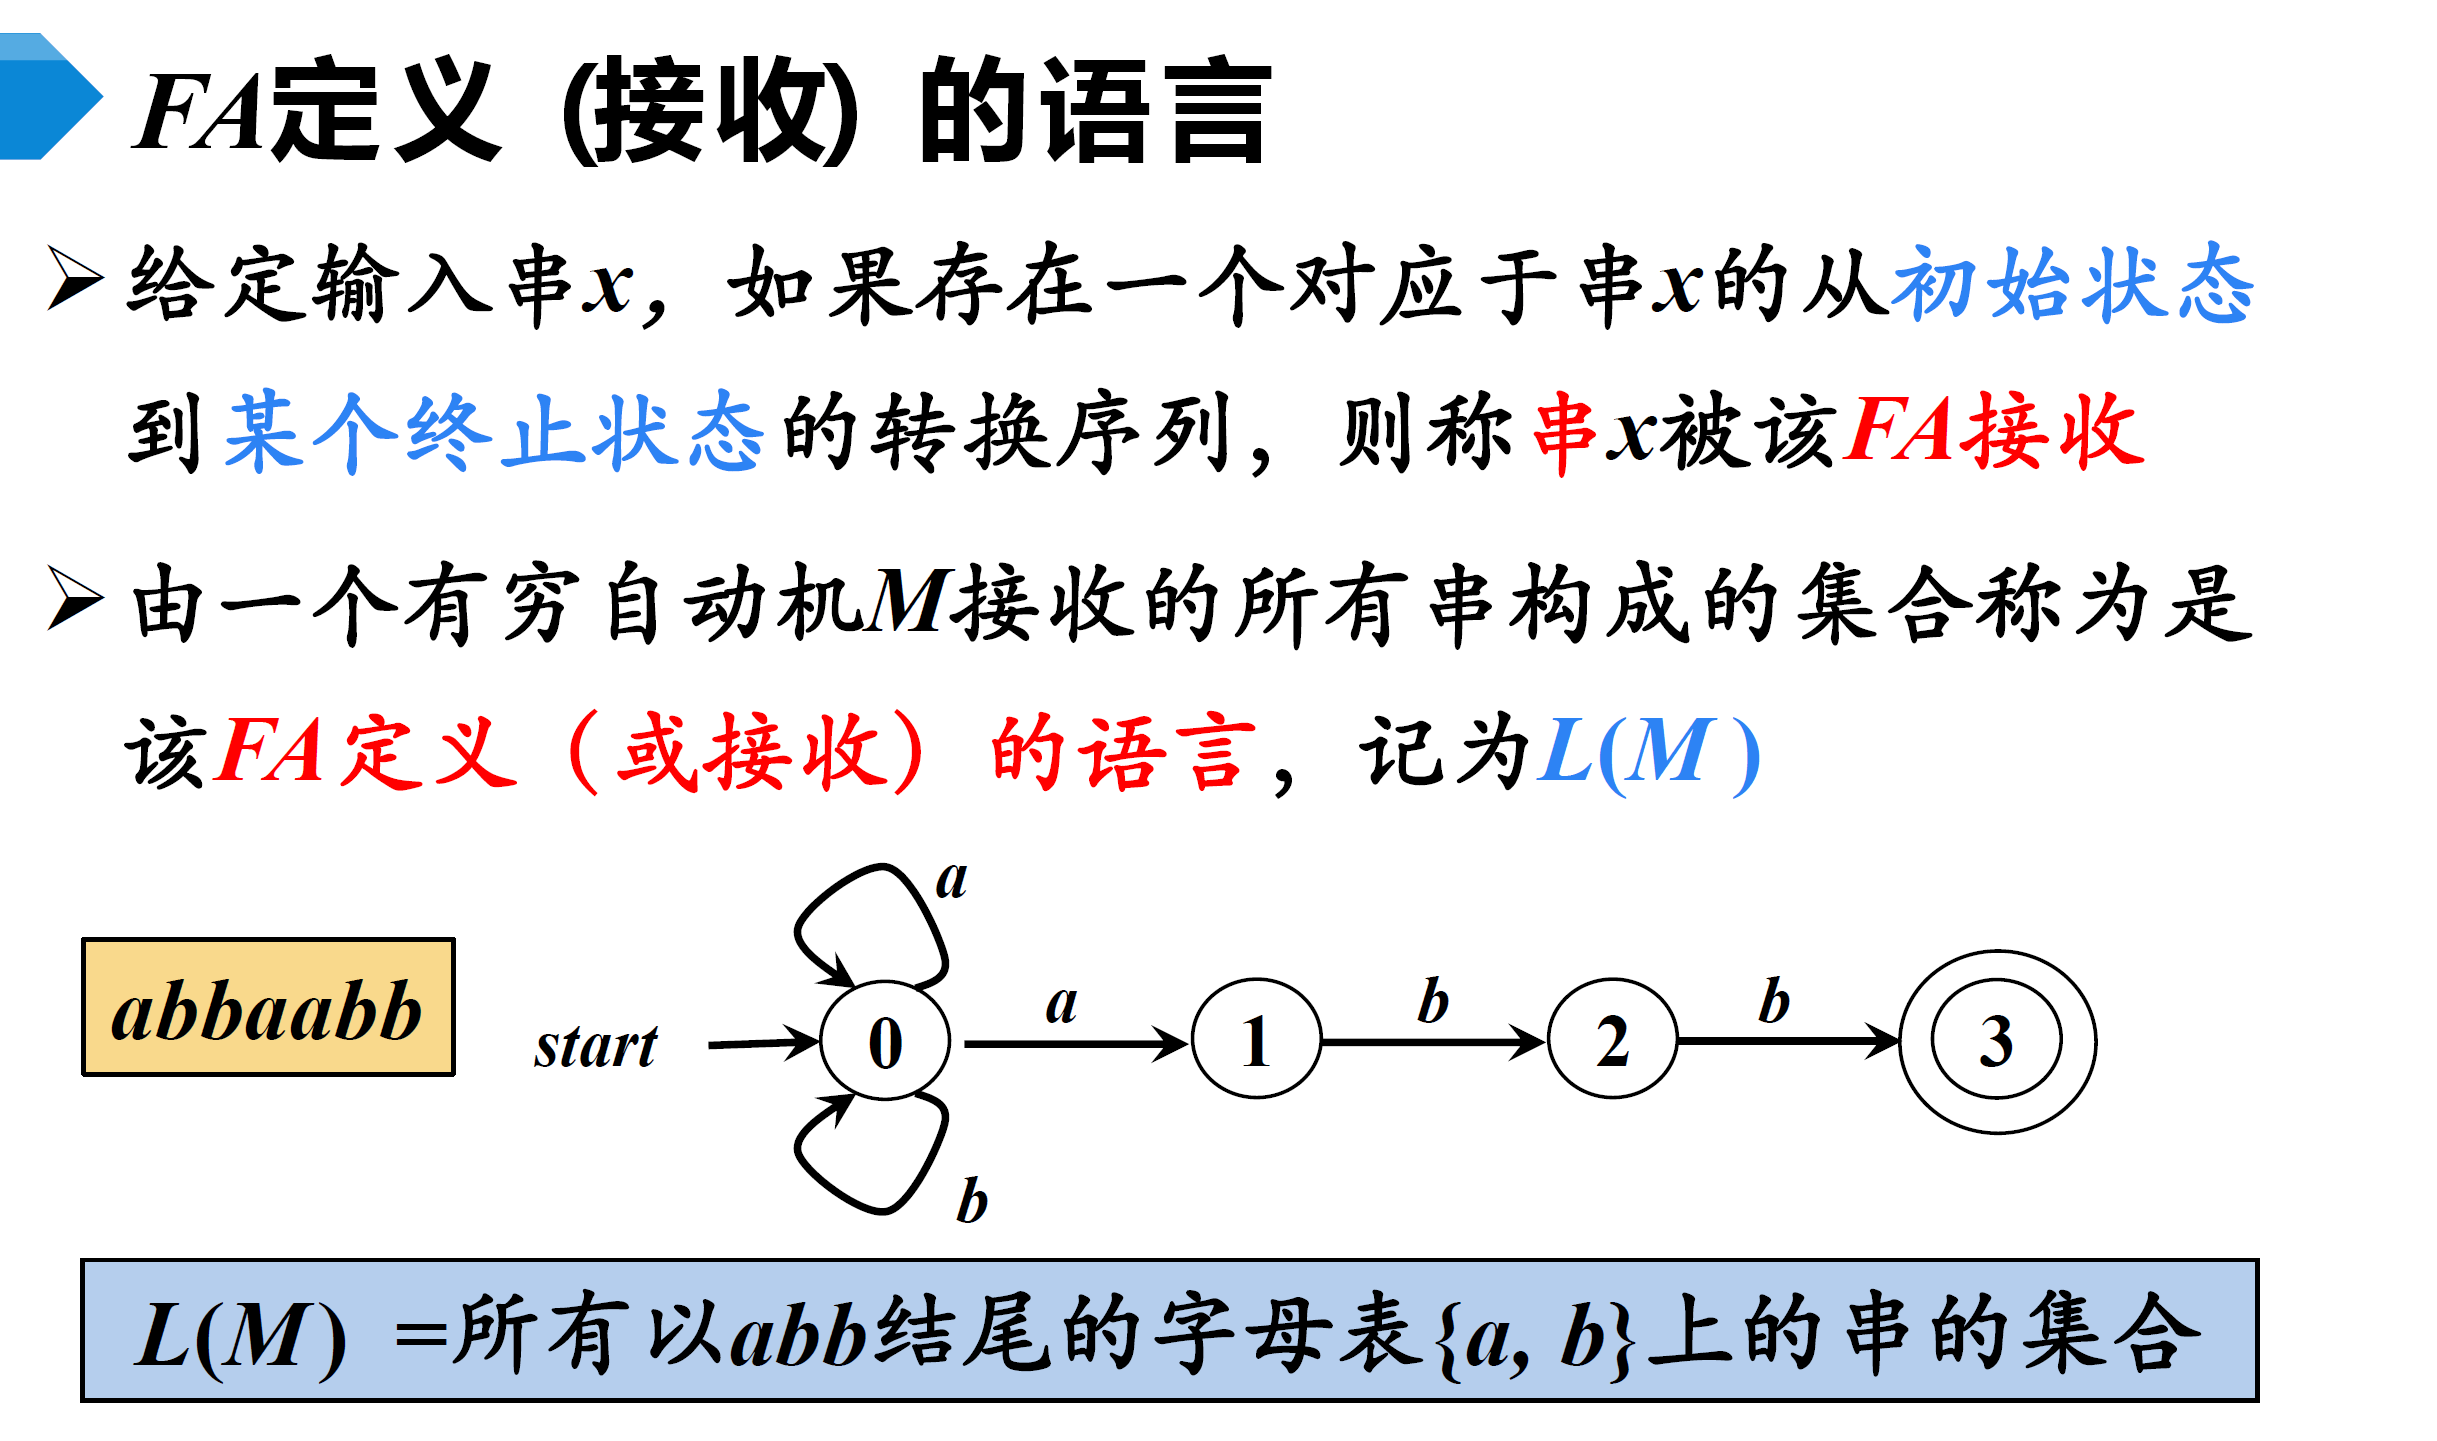 FA定义（接收）的语言
给定输入串x，如果存在一个对应于串x的从初始状态
到某个终止状态的转换序列，则称串x被该FA接收
由一个有穷自动机M接收的所有串构成的集合称为是
该FA定义（或接收）的语言，记为L(M )
a
abbaabb
start
0
a
1
b
2
b
3
b
L(M) =所有以abb结尾的字母表{a, b}上的串的集合